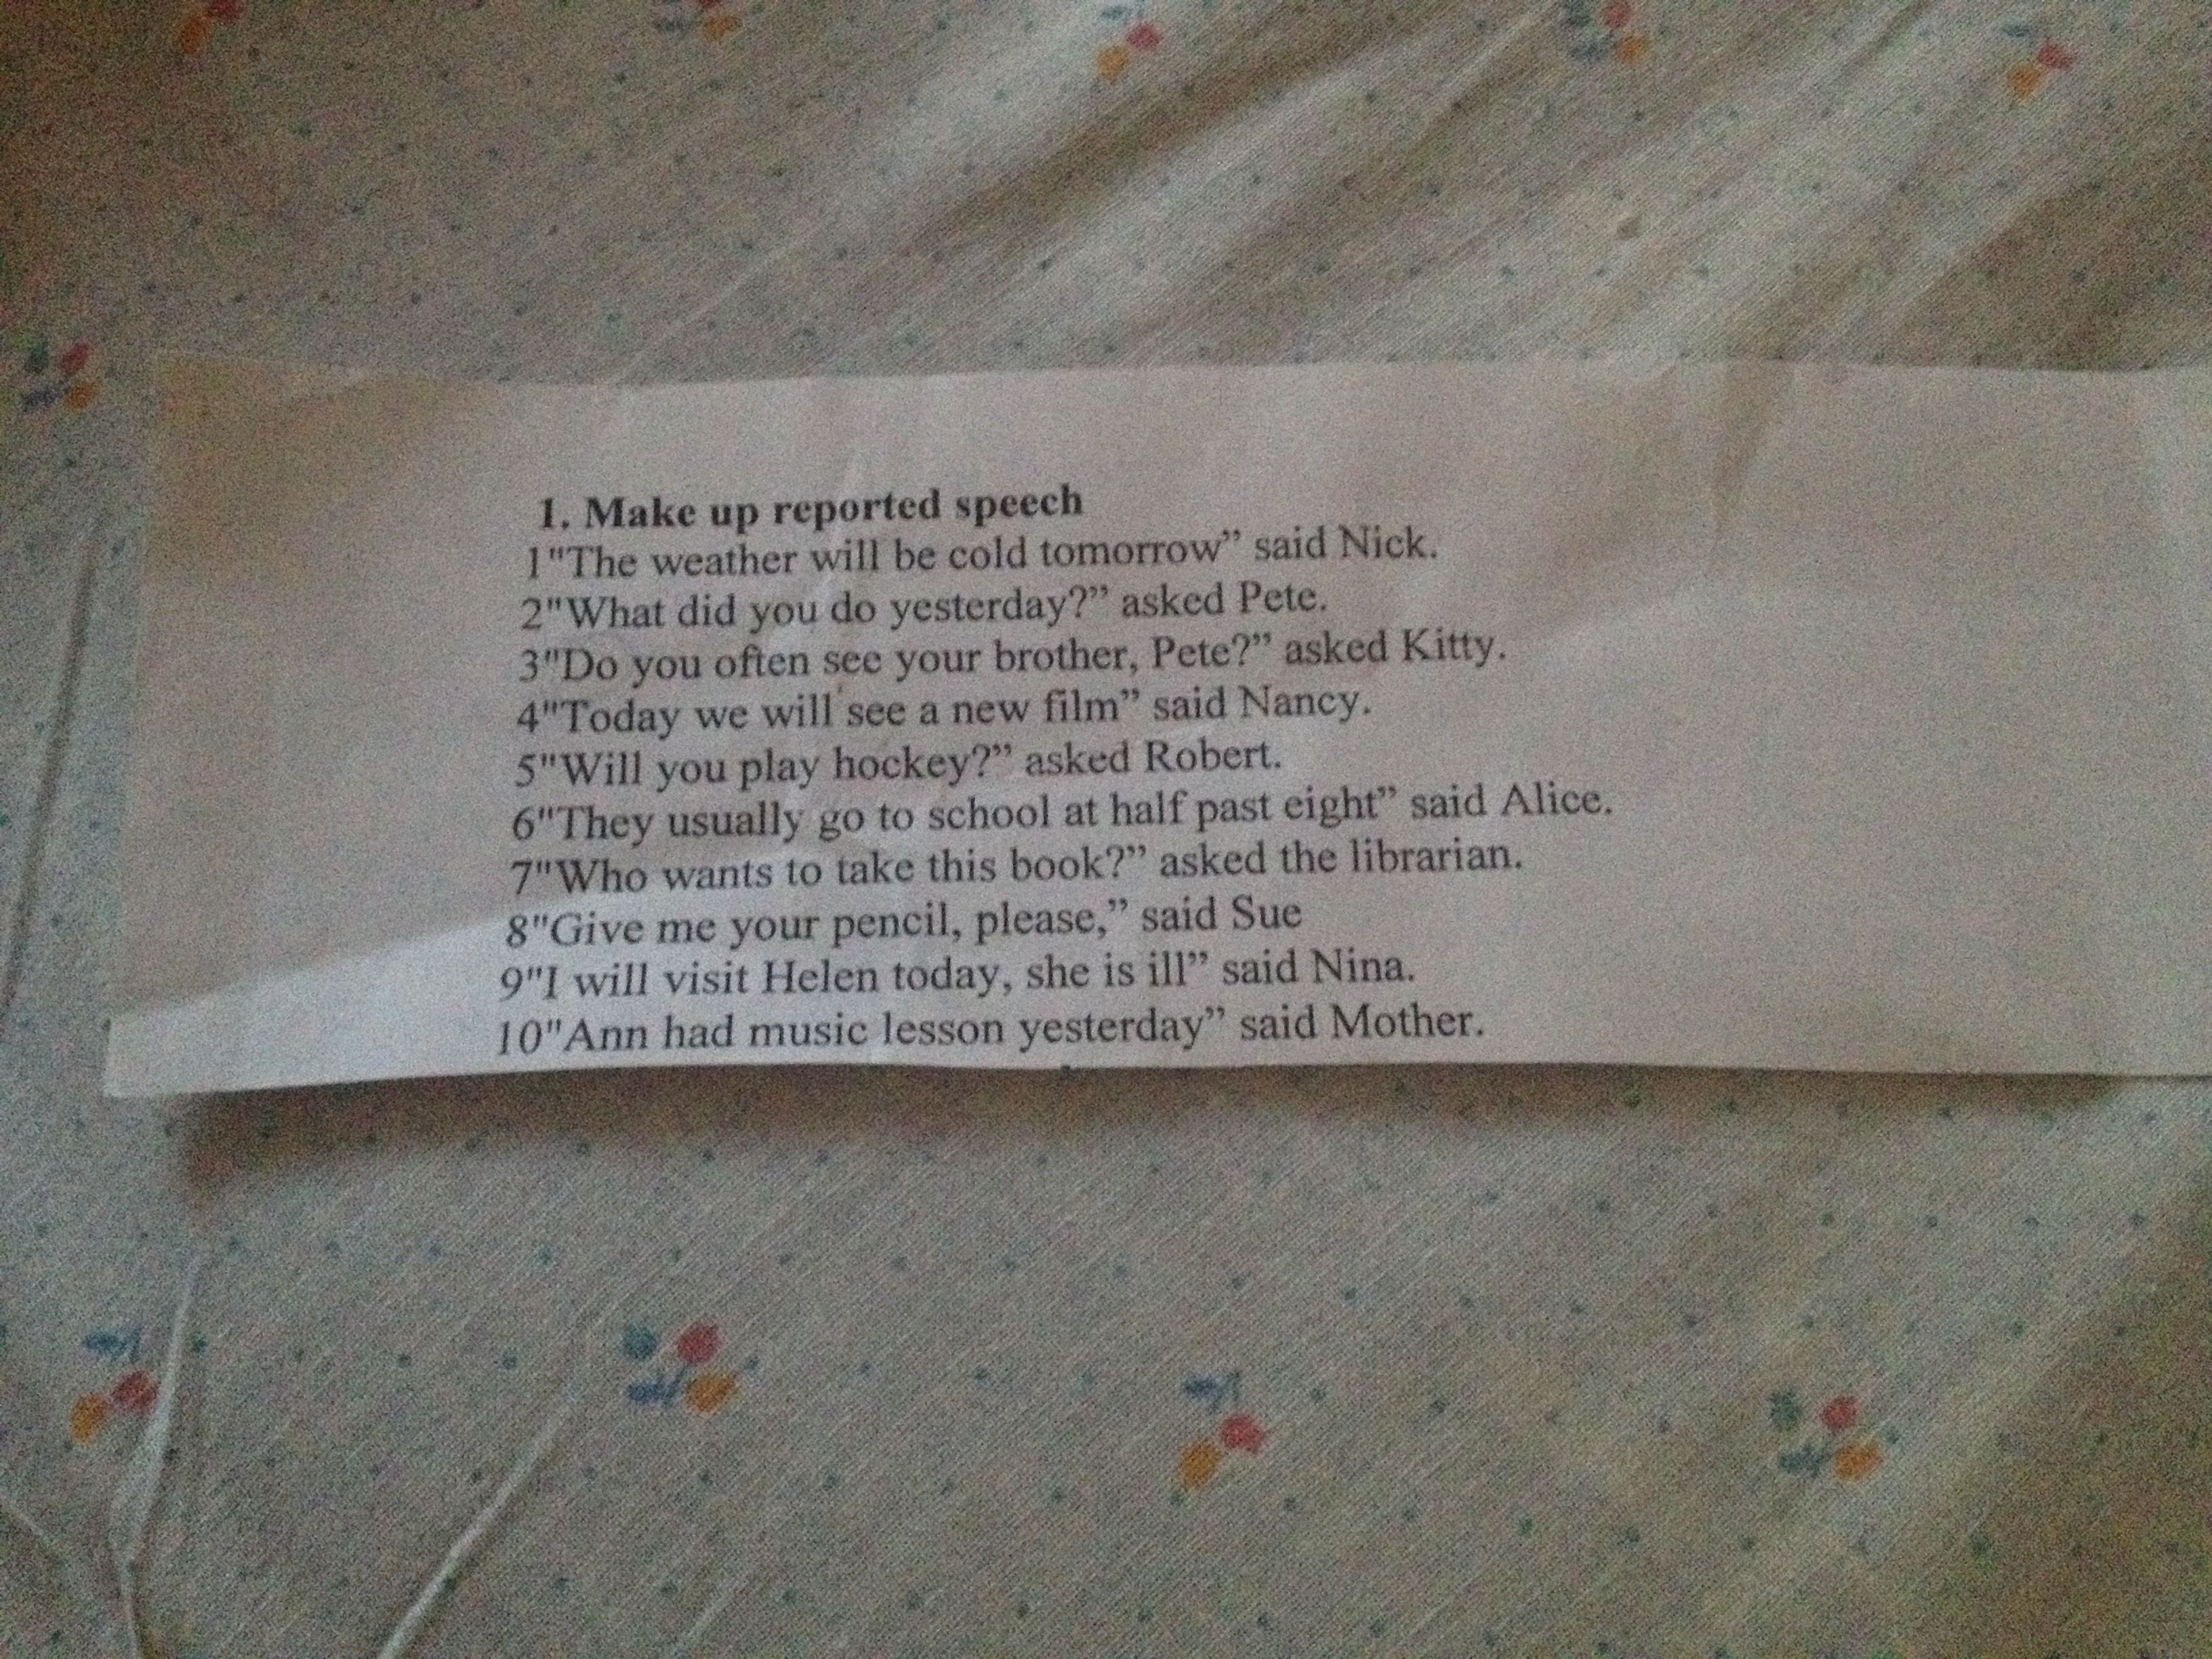 1. Make up reported speech
1"The weather will be cold tomorrow” said Nick.
2"What did you do yesterday?” asked Pete.
3"Do you often see your brother, Pete?” asked Kitty.
4"Today we will see a new film” said Nancy.
5"Will you play hockey?” asked Robert.
6"They usually go to school at half past eight” said Alice.
7"Who wants to take this book?” asked the librarian.
8"Give me your pencil, please,” said Sue
9"I will visit Helen today, she is ill” said Nina.
10"Ann had music lesson yesterday” said Mother.